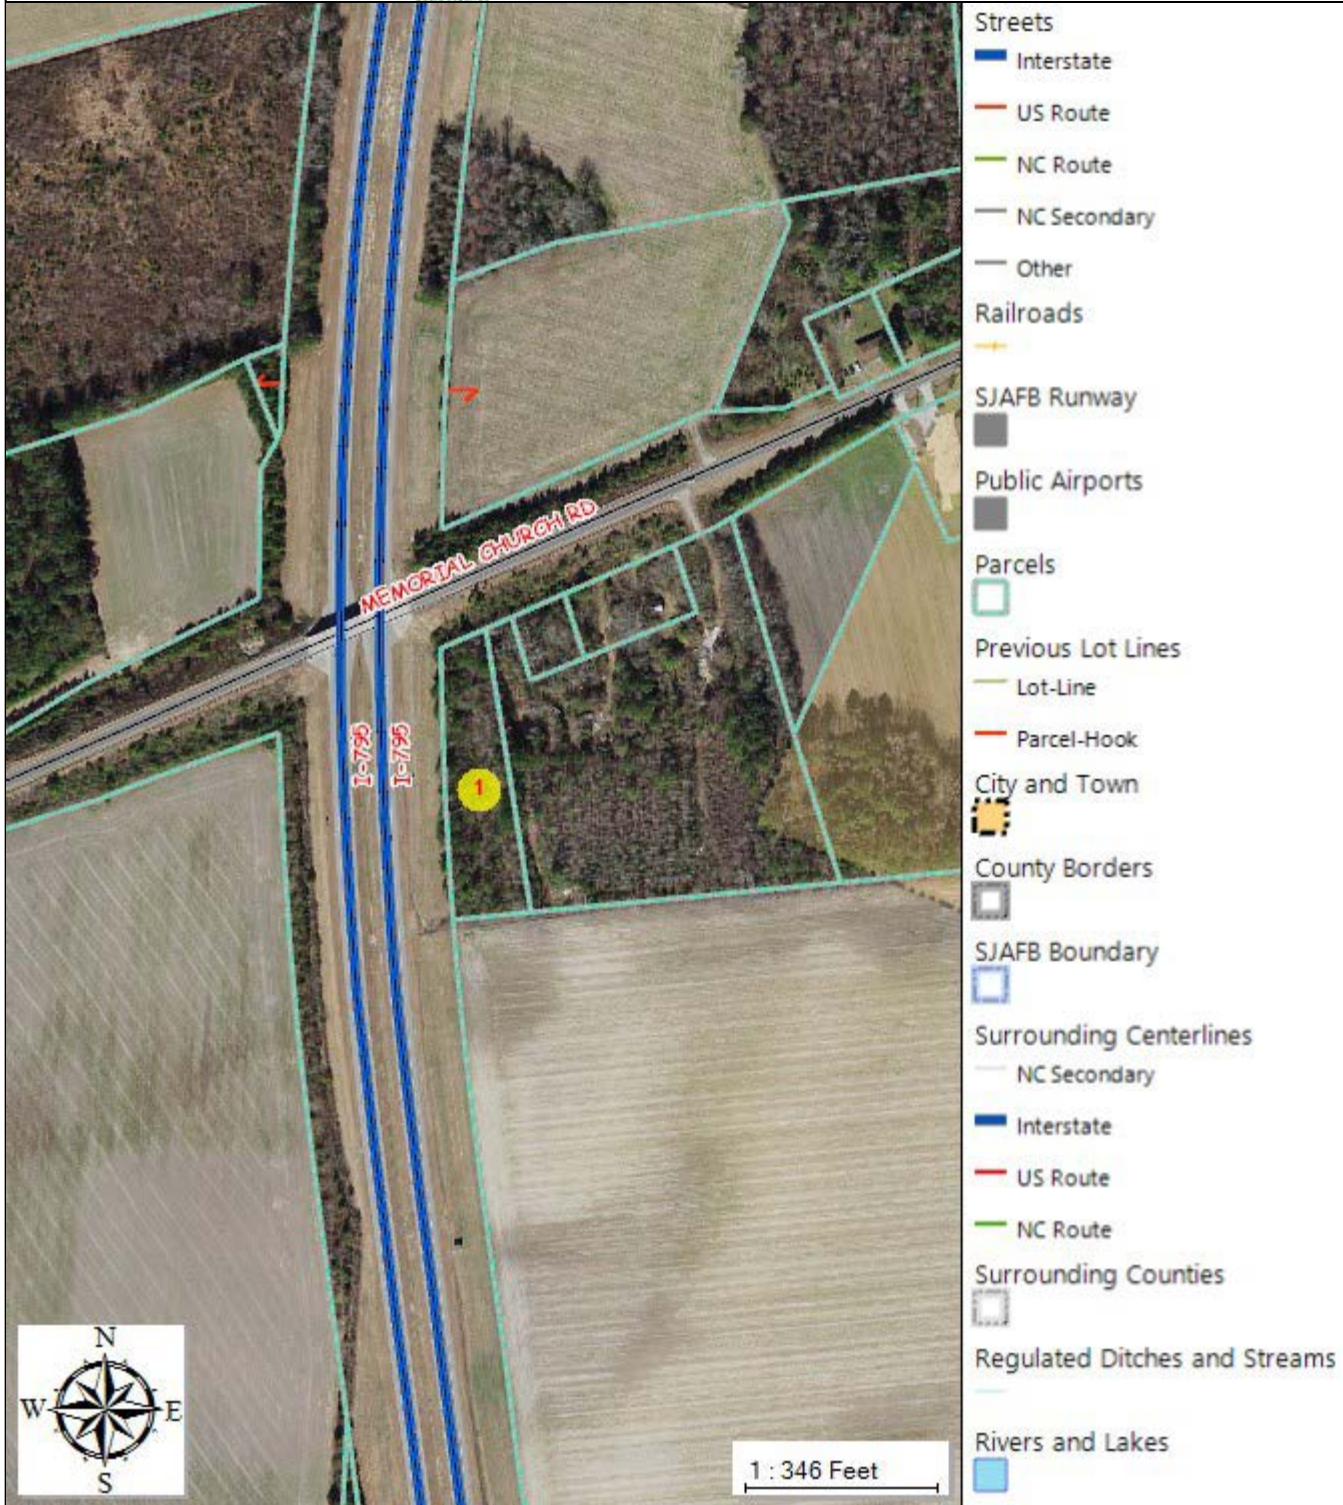 MEMORIAL CHURCH RD
I-795
I-795
1
N
W E
S
1 : 346 Feet
Streets
Interstate
US Route
NC Route
NC Secondary
Other
Railroads
SJAFB Runway
Public Airports
Parcels
Previous Lot Lines
Lot-Line
Parcel-Hook
City and Town
County Borders
SJAFB Boundary
Surrounding Centerlines
NC Secondary
Interstate
US Route
NC Route
Surrounding Counties
Regulated Ditches and Streams
Rivers and Lakes